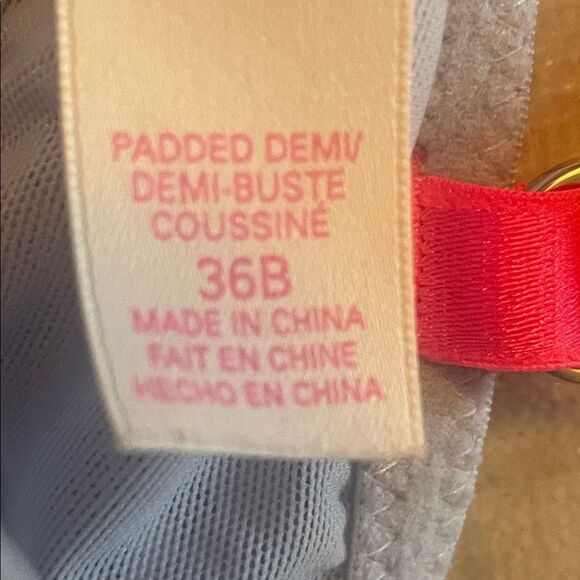 PADDED DEMI/
DEMI-BUSTE
COUSSINÉ
36B
MADE IN CHINA
FAIT EN CHINE
HECHO EN CHINA